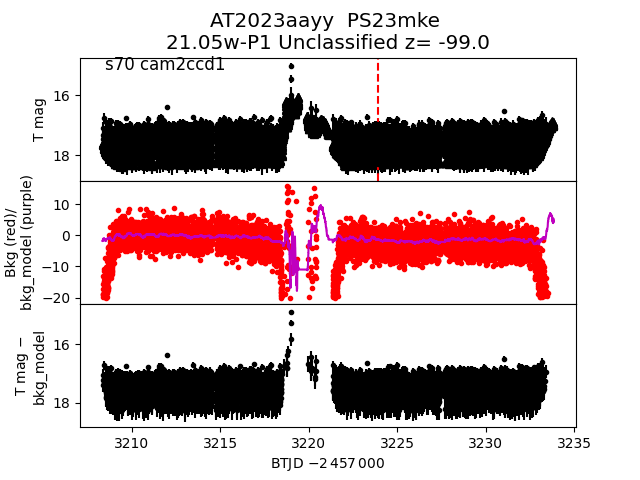 AT2023aayy  PS23mke
21.05w-P1 Unclassified z= -99.0
s70 cam2ccd1
T mag
16
18
Bkg (red)/
bkg_model (purple)
10
0
−10
−20
T mag −
bkg_model
16
18
3210
3215
3220
3225
3230
3235
BTJD −2 457 000